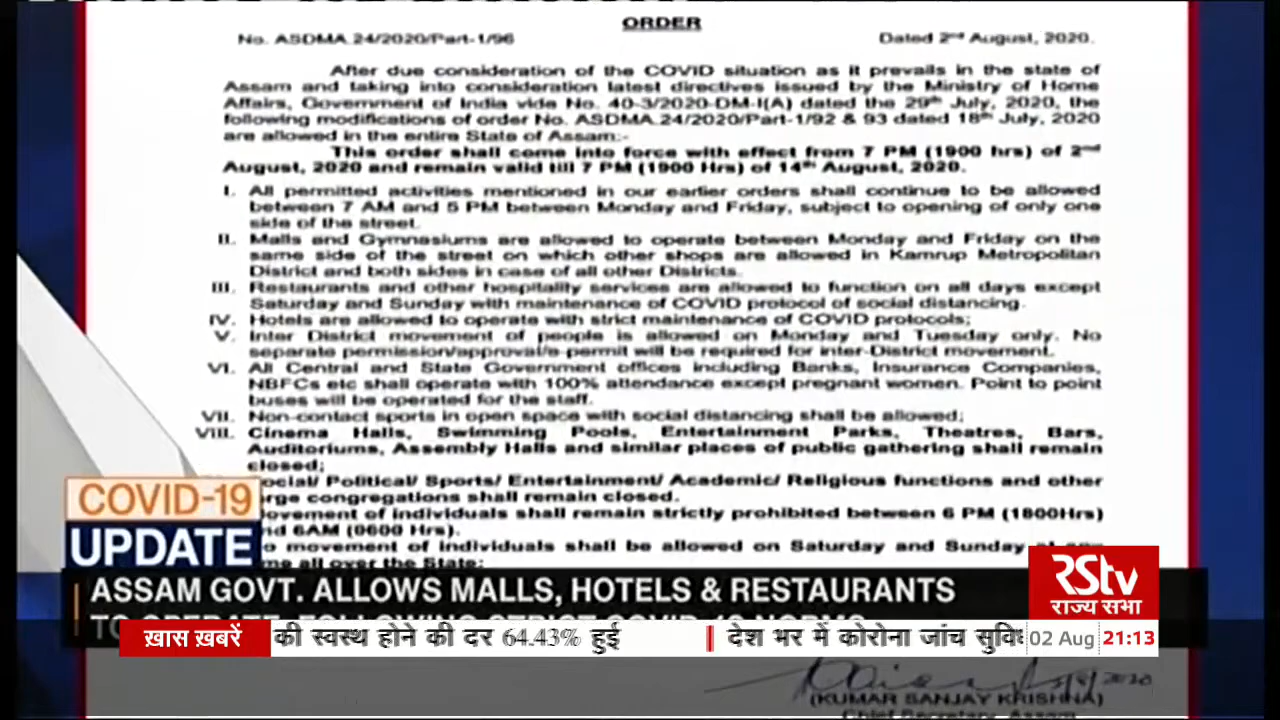 ORDER
No. ASDMA.24/2020/Part-1/96 Dated 2nd August, 2020.
After due consideration of the COVID situation as it prevails in the state of
Assam and taking into consideration latest directives issued by the Ministry of Home
Affairs, Government of India vide No. 40-3/2020-DM-I(A) dated the 29th July, 2020, the
following modifications of order No. ASDMA.24/2020/Part-1/92 & 93 dated 18th July, 2020
are allowed in the entire State of Assam:-
This order shall come into force with effect from 7 PM (1900 hrs) of 2nd
August, 2020 and remain valid till 7 PM (1900 Hrs) of 14th August, 2020.
I. All permitted activities mentioned in our earlier orders shall continue to be allowed
between 7 AM and 5 PM between Monday and Friday, subject to opening of only one
side of the street.
II. Malls and Gymnasiums are allowed to operate between Monday and Friday on the
same side of the street on which other shops are allowed in Kamrup Metropolitan
District and both sides in case of all other Districts.
III. Restaurants and other hospitality services are allowed to function on all days except
Saturday and Sunday with maintenance of COVID protocol of social distancing.
IV. Hotels are allowed to operate with strict maintenance of COVID protocols;
V. Inter District movement of people is allowed on Monday and Tuesday only. No
separate permission/approval/e-permit will be required for inter-District movement.
VI. All Central and State Government offices including Banks, Insurance Companies,
NBFCs etc shall operate with 100% attendance except pregnant women. Point to point
buses will be operated for the staff.
VII. Non-contact sports in open space with social distancing shall be allowed;
VIII. Cinema Halls, Swimming Pools, Entertainment Parks, Theatres, Bars,
Auditoriums, Assembly Halls and similar places of public gathering shall remain
closed;
ocial/ Political/ Sports/ Entertainment/ Academic/ Religious functions and other
rge congregations shall remain closed.
ovement of individuals shall remain strictly prohibited between 6 PM (1800Hrs)
nd 6AM (0600 Hrs).
o movement of individuals shall be allowed on Saturday and Sunday at any
me all over the State;
COVID-19
UPDATE
ASSAM GOVT. ALLOWS MALLS, HOTELS & RESTAURANTS
RStv
राज्य सभा
ख़ास ख़बरें की स्वस्थ होने की दर 64.43% हुई देश भर में कोरोना जांच सुवि 02 Aug 21:13
(KUMAR SANJAY KRISHNA)
Chief Secretary, Assam